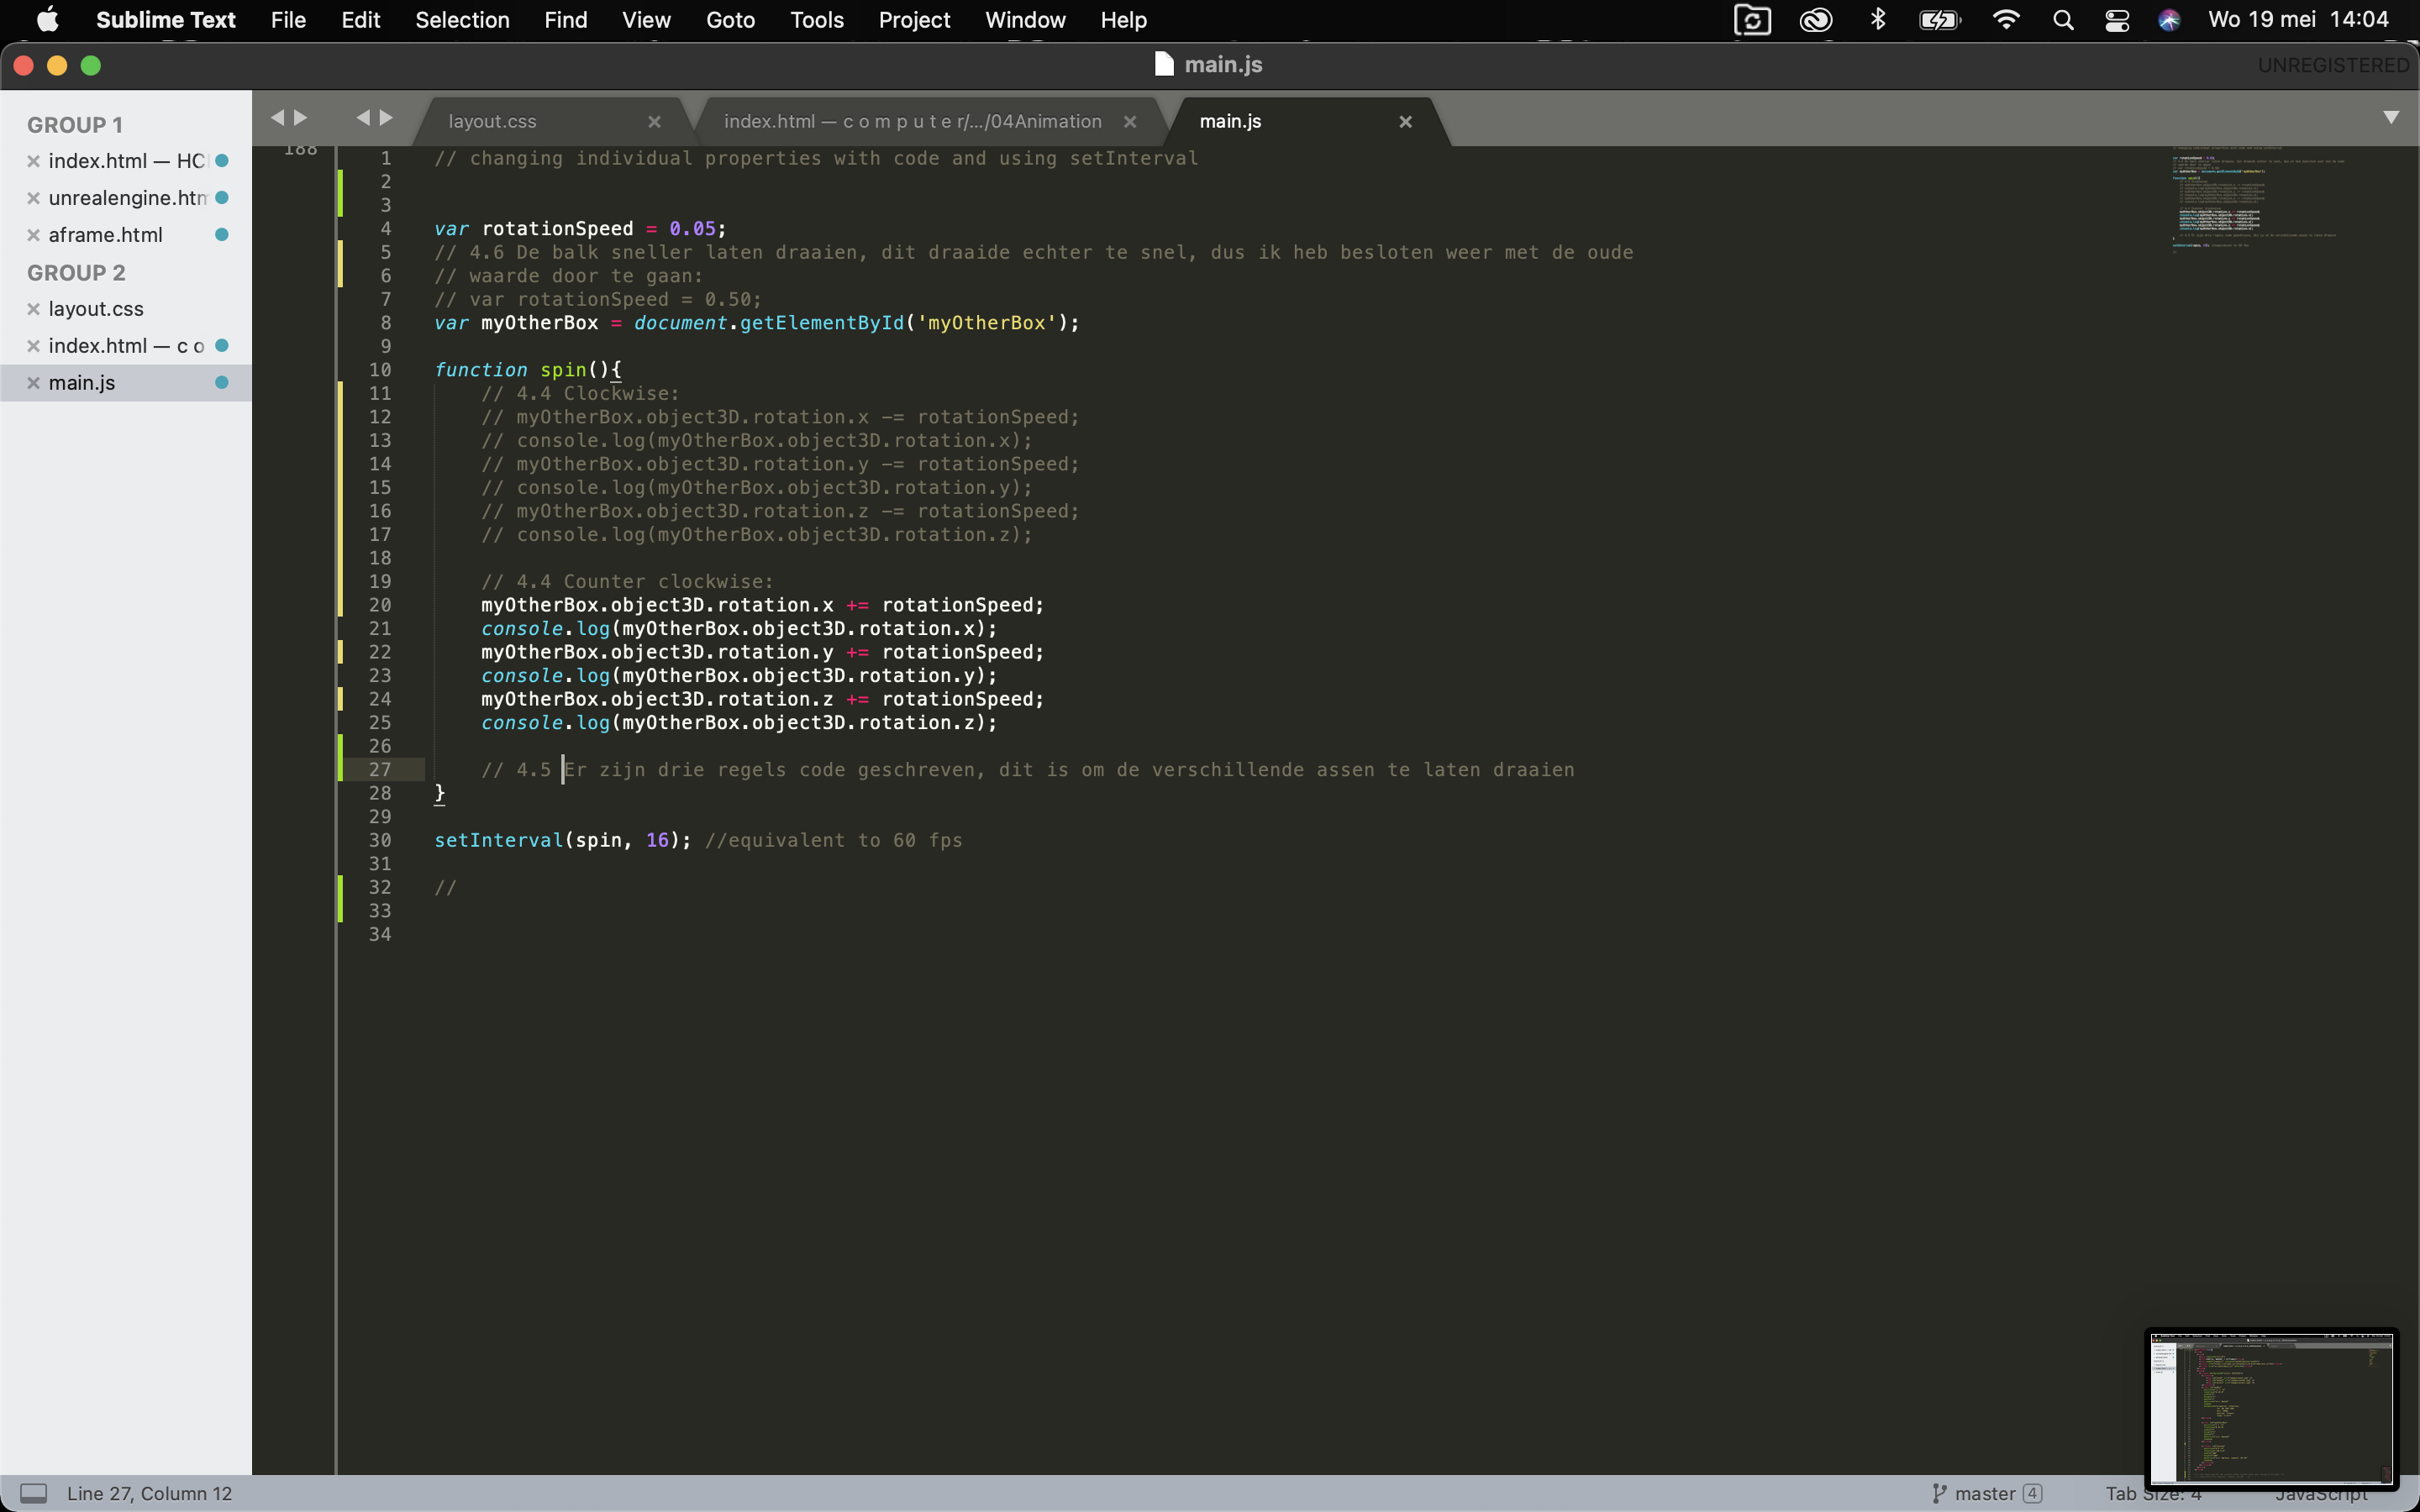 Sublime Text File Edit Selection Find View Goto Tools Project Window Help Wo 19 mei 14:04
main.js UNREGISTERED
GROUP 1
index.html — HC
unrealengine.htm
aframe.html
GROUP 2
layout.css
index.html — c o
main.js
188
layout.css index.html — c o m p u t e r/.../04Animation main.js
1 // changing individual properties with code and using setInterval
2
3
4 var rotationSpeed = 0.05;
5 // 4.6 De balk sneller laten draaien, dit draaide echter te snel, dus ik heb besloten weer met de oude
6 // waarde door te gaan:
7 // var rotationSpeed = 0.50;
8 var myOtherBox = document.getElementById('myOtherBox');
9
10 function spin(){
11 // 4.4 Clockwise:
12 // myOtherBox.object3D.rotation.x -= rotationSpeed;
13 // console.log(myOtherBox.object3D.rotation.x);
14 // myOtherBox.object3D.rotation.y -= rotationSpeed;
15 // console.log(myOtherBox.object3D.rotation.y);
16 // myOtherBox.object3D.rotation.z -= rotationSpeed;
17 // console.log(myOtherBox.object3D.rotation.z);
18
19 // 4.4 Counter clockwise:
20 myOtherBox.object3D.rotation.x += rotationSpeed;
21 console.log(myOtherBox.object3D.rotation.x);
22 myOtherBox.object3D.rotation.y += rotationSpeed;
23 console.log(myOtherBox.object3D.rotation.y);
24 myOtherBox.object3D.rotation.z += rotationSpeed;
25 console.log(myOtherBox.object3D.rotation.z);
26
27 // 4.5 Er zijn drie regels code geschreven, dit is om de verschillende assen te laten draaien
28 }
29
30 setInterval(spin, 16); //equivalent to 60 fps
31
32 //
33
34
Line 27, Column 12 master 4 Tab Size: 4 JavaScript